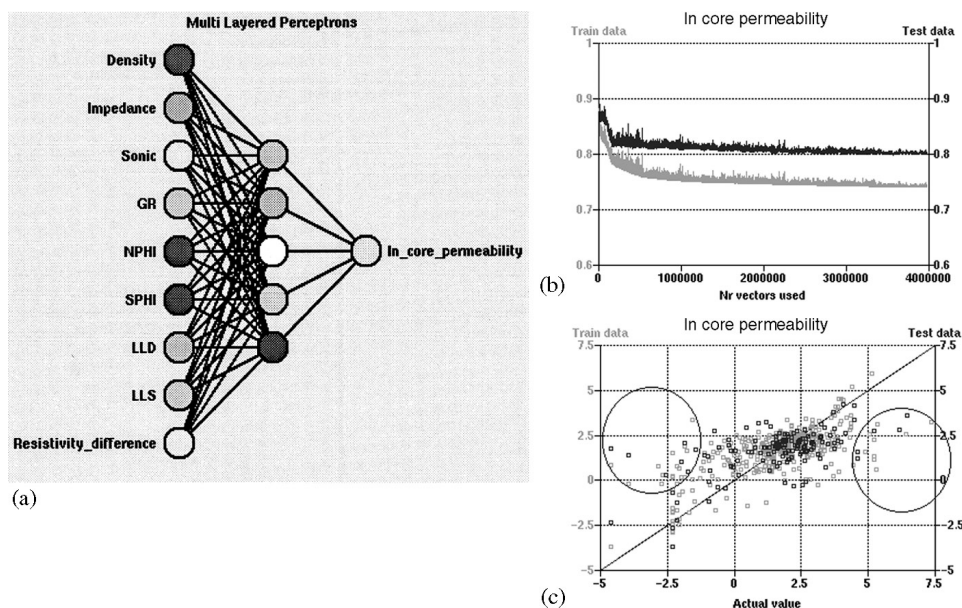 Multi Layered Perceptrons
Density
Impedance
Sonic
GR
NPHI
SPHI
LLD
LLS
Resistivity_difference
In_core_permeability
(a)
In core permeability
Train data
Test data
1
0.9
0.8
0.7
0.6
1
0.9
0.8
0.7
0.6
0 1000000 2000000 3000000 4000000
Nr vectors used
(b)
In core permeability
Train data
Test data
7.5
5
2.5
0
-2.5
-5
7.5
5
2.5
0
-2.5
-5
-5 -2.5 0 2.5 5 7.5
Actual value
(c)